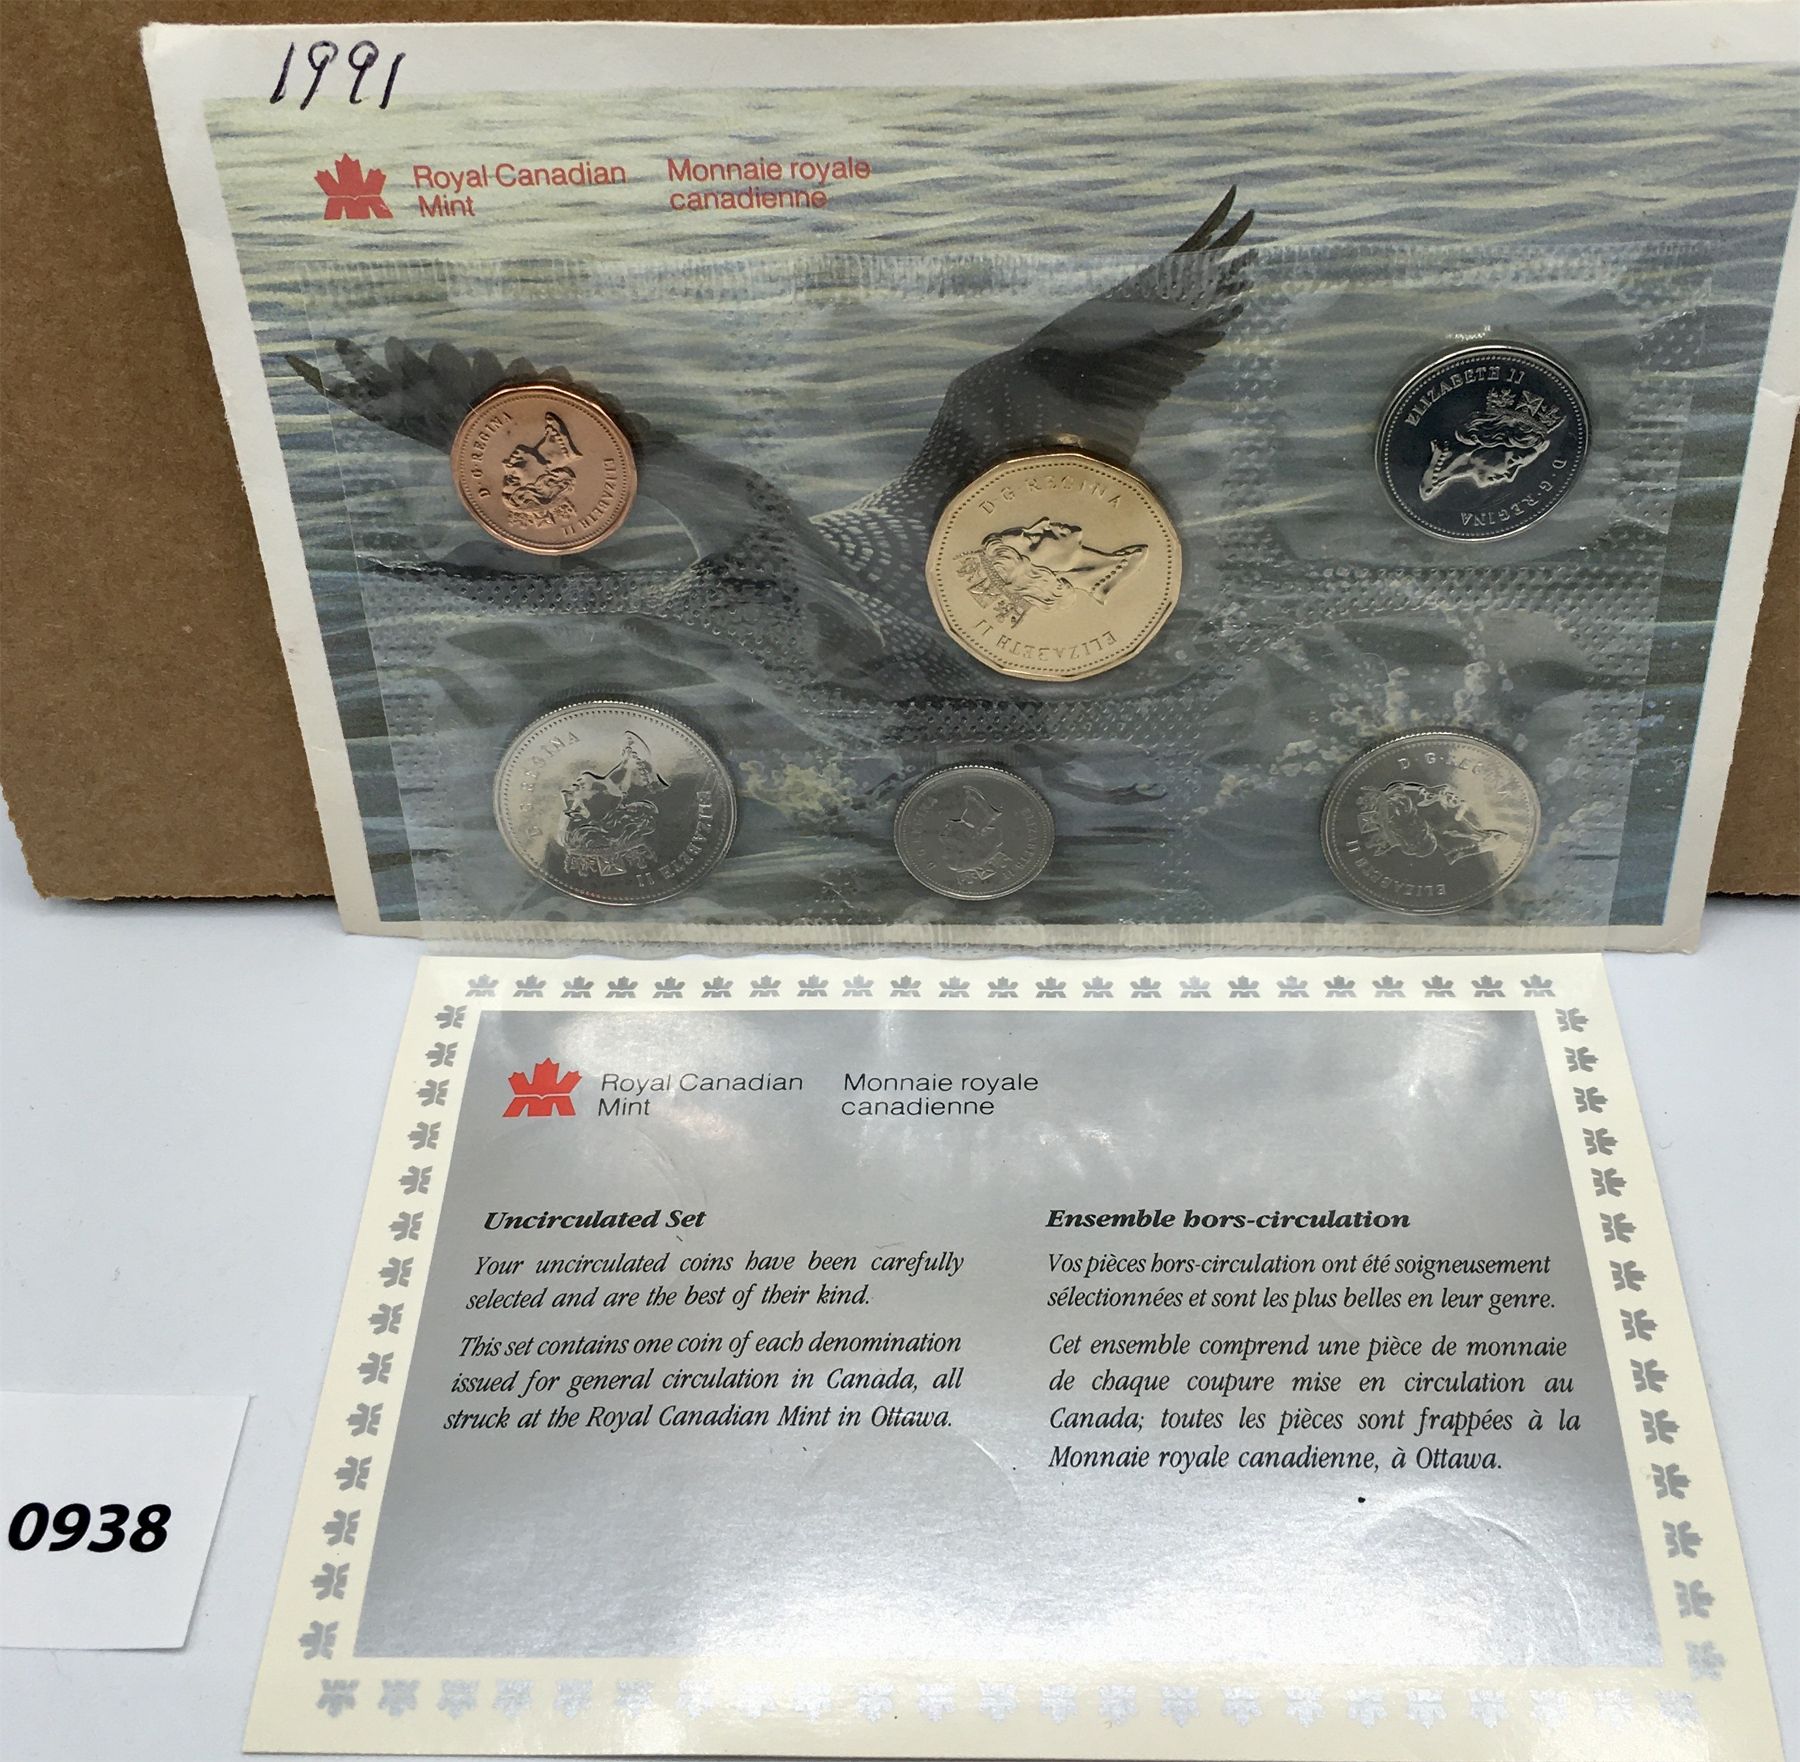 1991
Royal Canadian Mint
Monnaie royale canadienne
D·G·REGINA ELIZABETH II
D·G·REGINA ELIZABETH II
ELIZABETH II D·G·REGINA
D·G·REGINA ELIZABETH II
ELIZABETH II
D·G·REGINA ELIZABETH II
Royal Canadian
Mint
Monnaie royale
canadienne
Uncirculated Set
Your uncirculated coins have been carefully
selected and are the best of their kind.
This set contains one coin of each denomination
issued for general circulation in Canada, all
struck at the Royal Canadian Mint in Ottawa.
Ensemble hors-circulation
Vos pièces hors-circulation ont été soigneusement
sélectionnées et sont les plus belles en leur genre.
Cet ensemble comprend une pièce de monnaie
de chaque coupure mise en circulation au
Canada; toutes les pièces sont frappées à la
Monnaie royale canadienne, à Ottawa.
0938